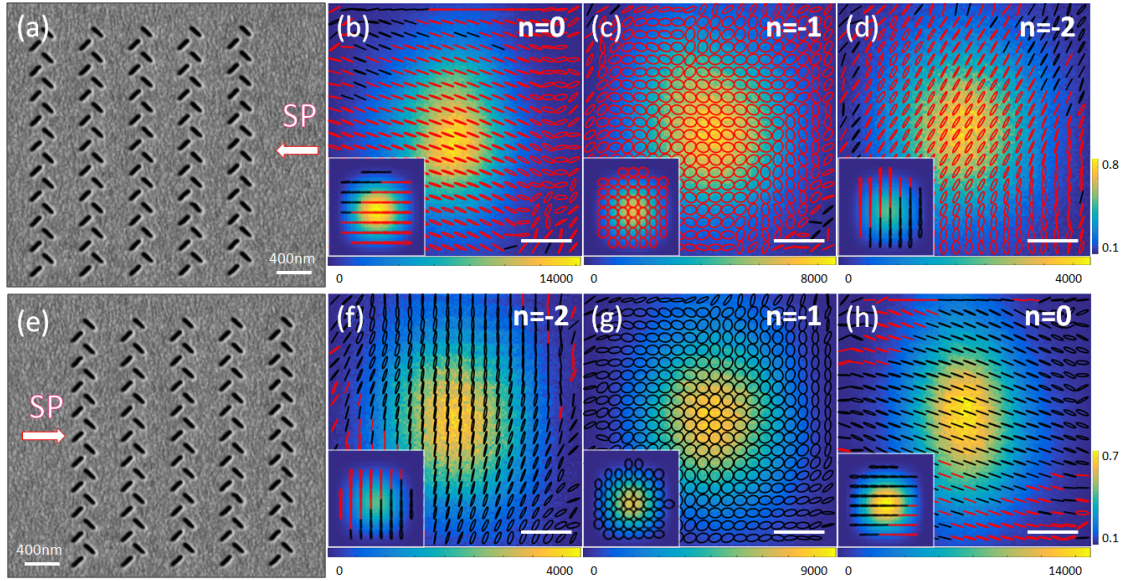 (a)
SP
400nm
(b) n=0
0 14000
(c) n=-1
0 8000
(d) n=-2
0 4000
0.8
0.1
(e)
SP
400nm
(f) n=-2
0 4000
(g) n=-1
0 9000
(h) n=0
0 14000
0.7
0.1